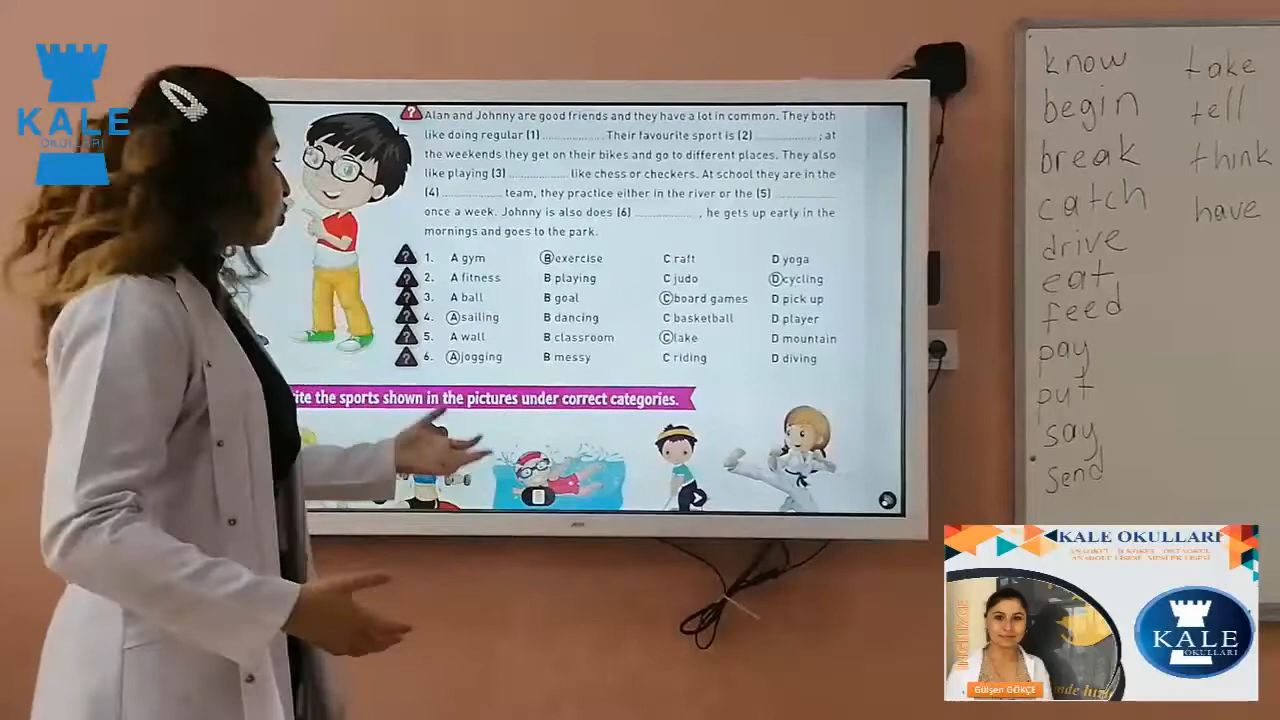 KALE
OKULLARI
Alan and Johnny are good friends and they have a lot in common. They both
like doing regular (1) .............. . Their favourite sport is (2) .............. ; at
the weekends they get on their bikes and go to different places. They also
like playing (3) .............. like chess or checkers. At school they are in the
(4) .............. team, they practice either in the river or the (5) ..............
once a week. Johnny is also does (6) .............. , he gets up early in the
mornings and goes to the park.
1. A gym B exercise C raft D yoga
2. A fitness B playing C judo D cycling
3. A ball B goal C board games D pick up
4. A sailing B dancing C basketball D player
5. A wall B classroom C lake D mountain
6. A jogging B messy C riding D diving
the sports shown in the pictures under correct categories.
know take
begin tell
break think
catch have
drive
eat
feed
pay
put
say
send
KALE OKULLARI
Gülşen GÖKÇE
KALE
OKULLARI